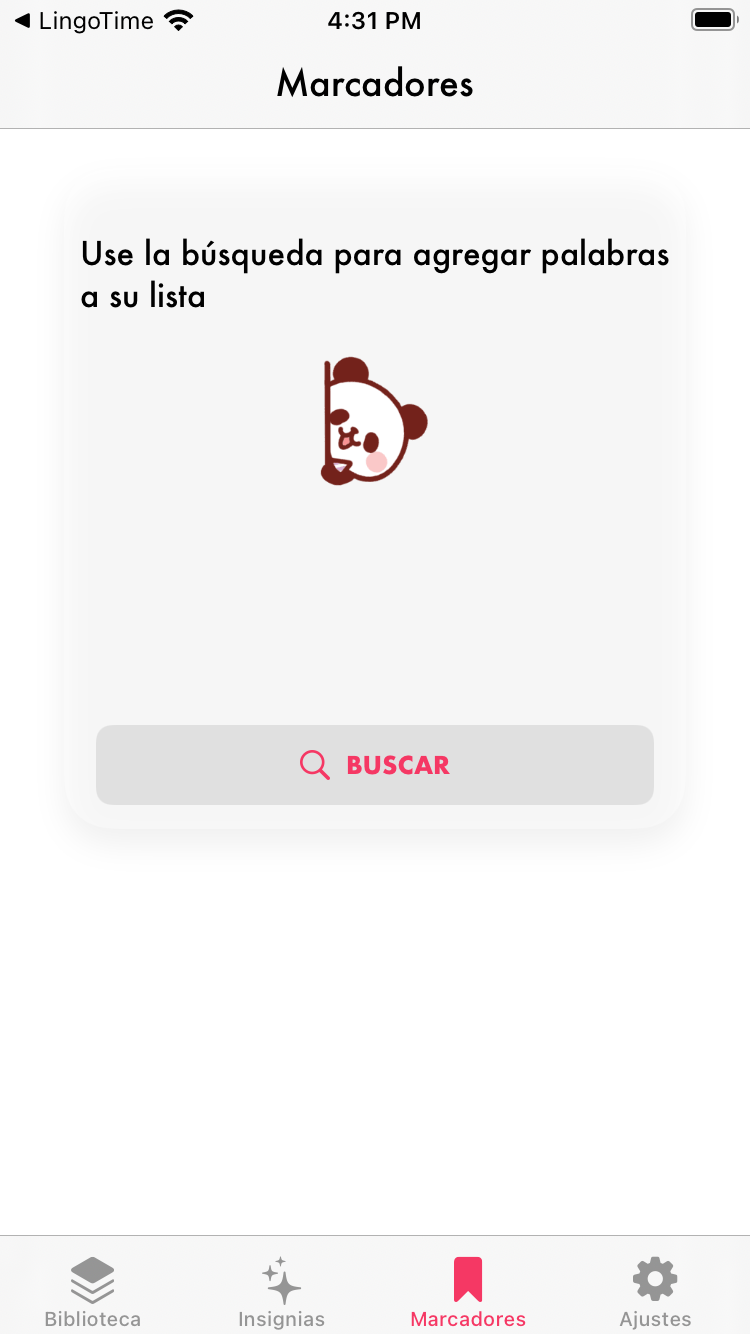 LingoTime
4:31 PM
Marcadores
Use la búsqueda para agregar palabras
a su lista
BUSCAR
Biblioteca
Insignias
Marcadores
Ajustes